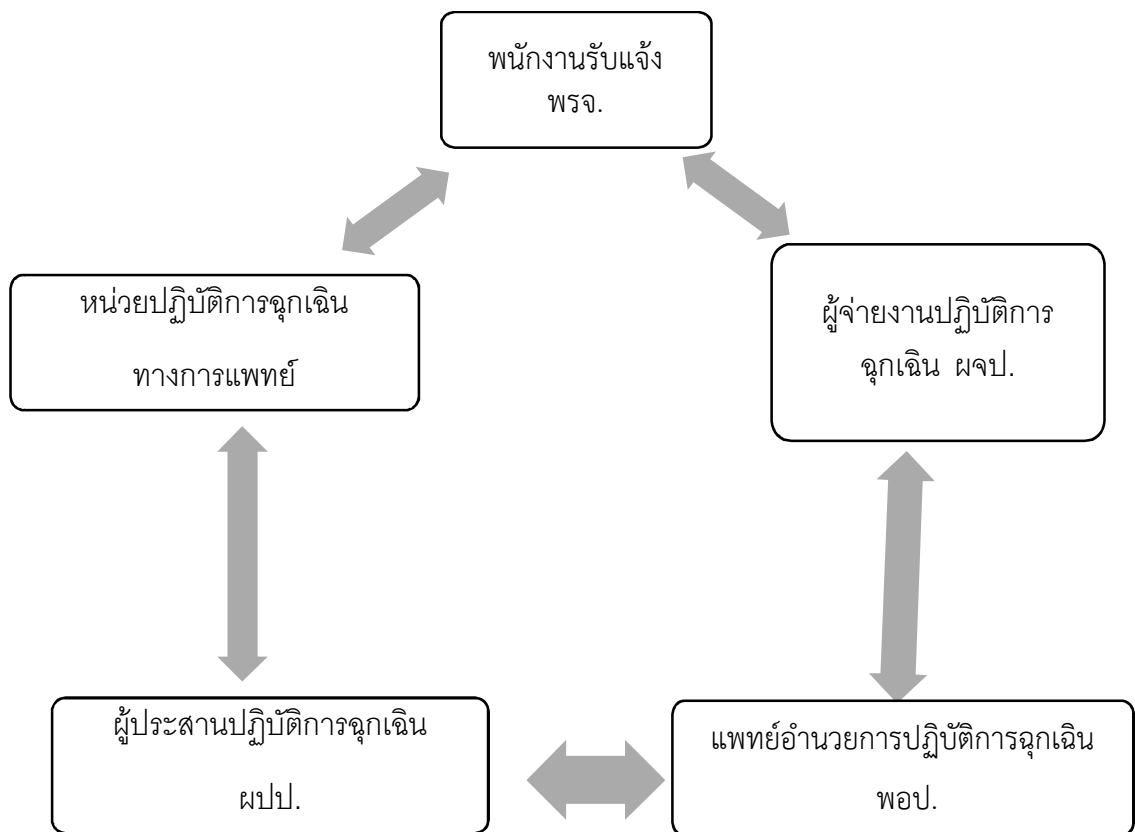 พนักงานรับแจ้ง
พรจ.
หน่วยปฏิบัติการฉุกเฉิน
ทางการแพทย์
ผู้จ่ายงานปฏิบัติการ
ฉุกเฉิน ผจป.
ผู้ประสานปฏิบัติการฉุกเฉิน
ผปป.
แพทย์อำนวยการปฏิบัติการฉุกเฉิน
พอป.